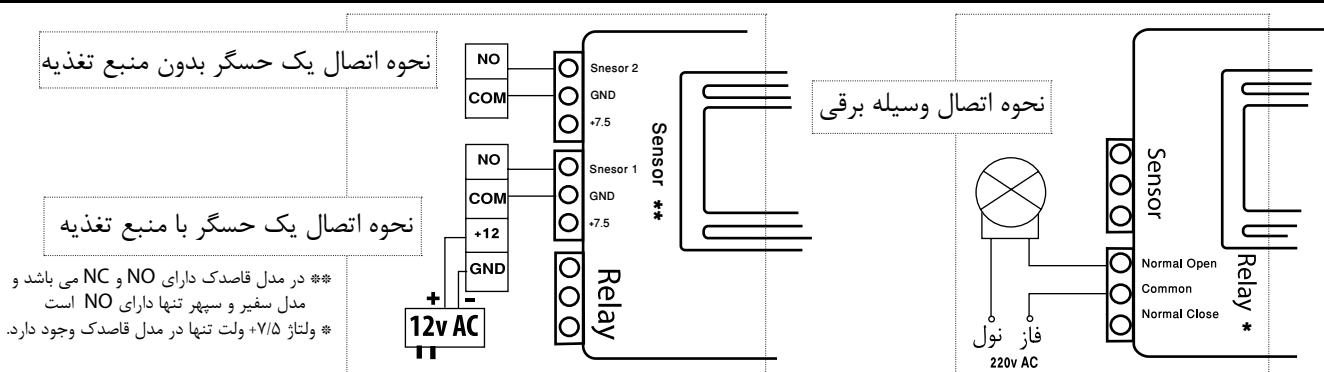 نحوه اتصال یک حسگر بدون منبع تغذیه
NO
COM
Snesor 2
GND
+7.5
NO
COM
+12
GND
Snesor 1
GND
+7.5
Sensor **
Relay
+ -
12v AC
نحوه اتصال یک حسگر با منبع تغذیه
** در مدل قاصدک دارای NO و NC می باشد و
مدل سفیر و سپهر تنها دارای NO است
* ولتاژ ۷/۵+ ولت تنها در مدل قاصدک وجود دارد.
نحوه اتصال وسیله برقی
Sensor
Normal Open
Common
Normal Close
Relay *
فاز
نول
220v AC